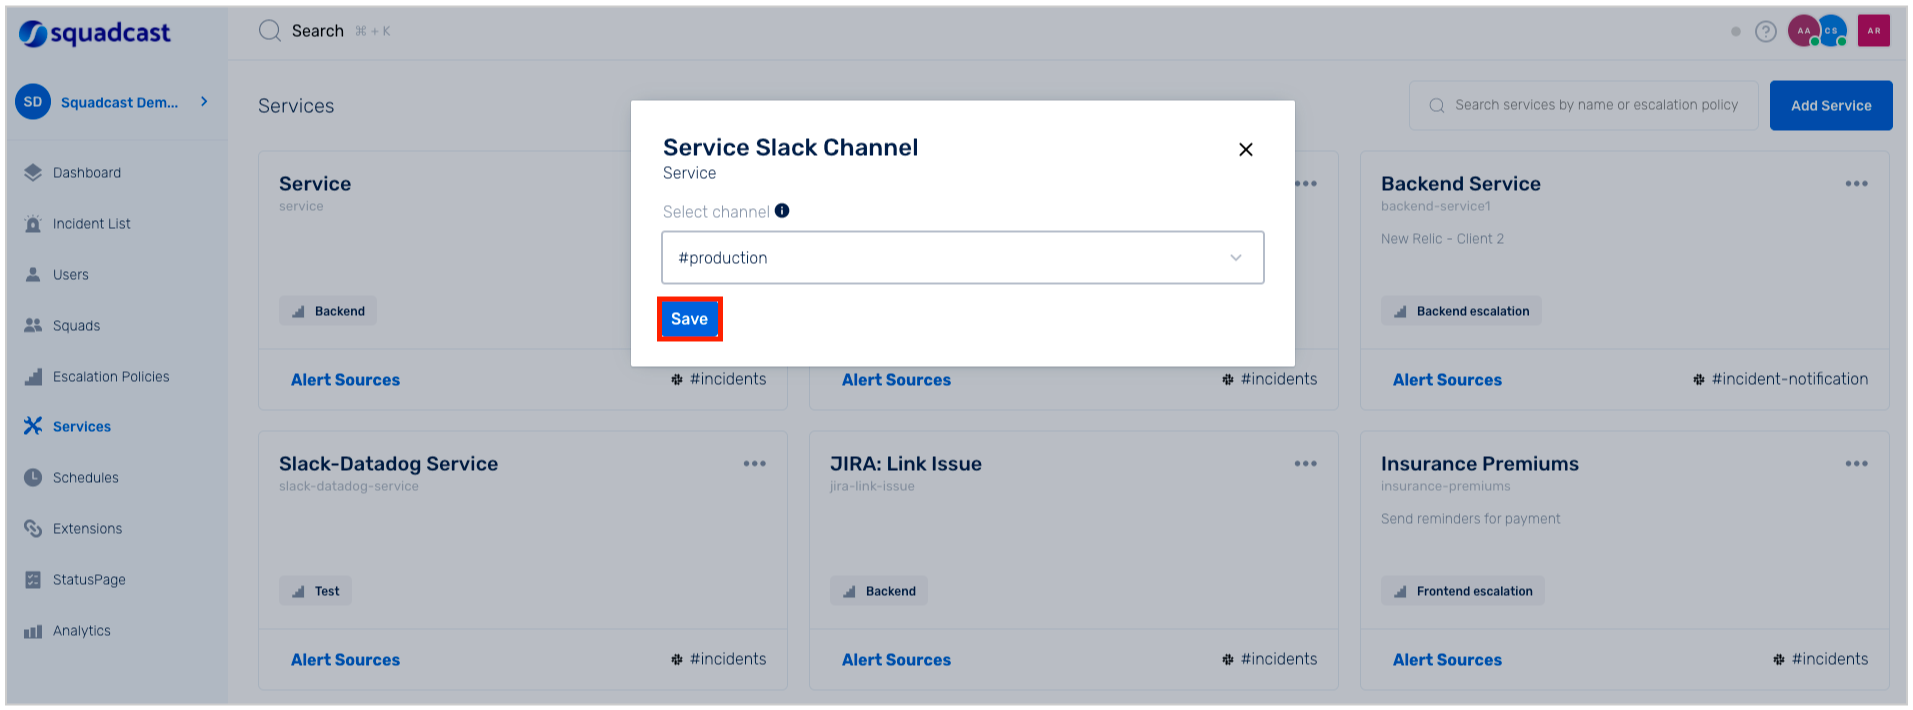 squadcast
Search ⌘ + K
AA
CS
AR
SD
Squadcast Dem...
Dashboard
Incident List
Users
Squads
Escalation Policies
Services
Schedules
Extensions
StatusPage
Analytics
Services
Search services by name or escalation policy
Add Service
Service Slack Channel
Service
Select channel
#production
Save
Service
service
Backend
Alert Sources
#incidents
Alert Sources
#incidents
Backend Service
backend-service1
New Relic - Client 2
Backend escalation
Alert Sources
#incident-notification
Slack-Datadog Service
slack-datadog-service
Test
Alert Sources
#incidents
JIRA: Link Issue
jira-link-issue
Backend
Alert Sources
#incidents
Insurance Premiums
insurance-premiums
Send reminders for payment
Frontend escalation
Alert Sources
#incidents